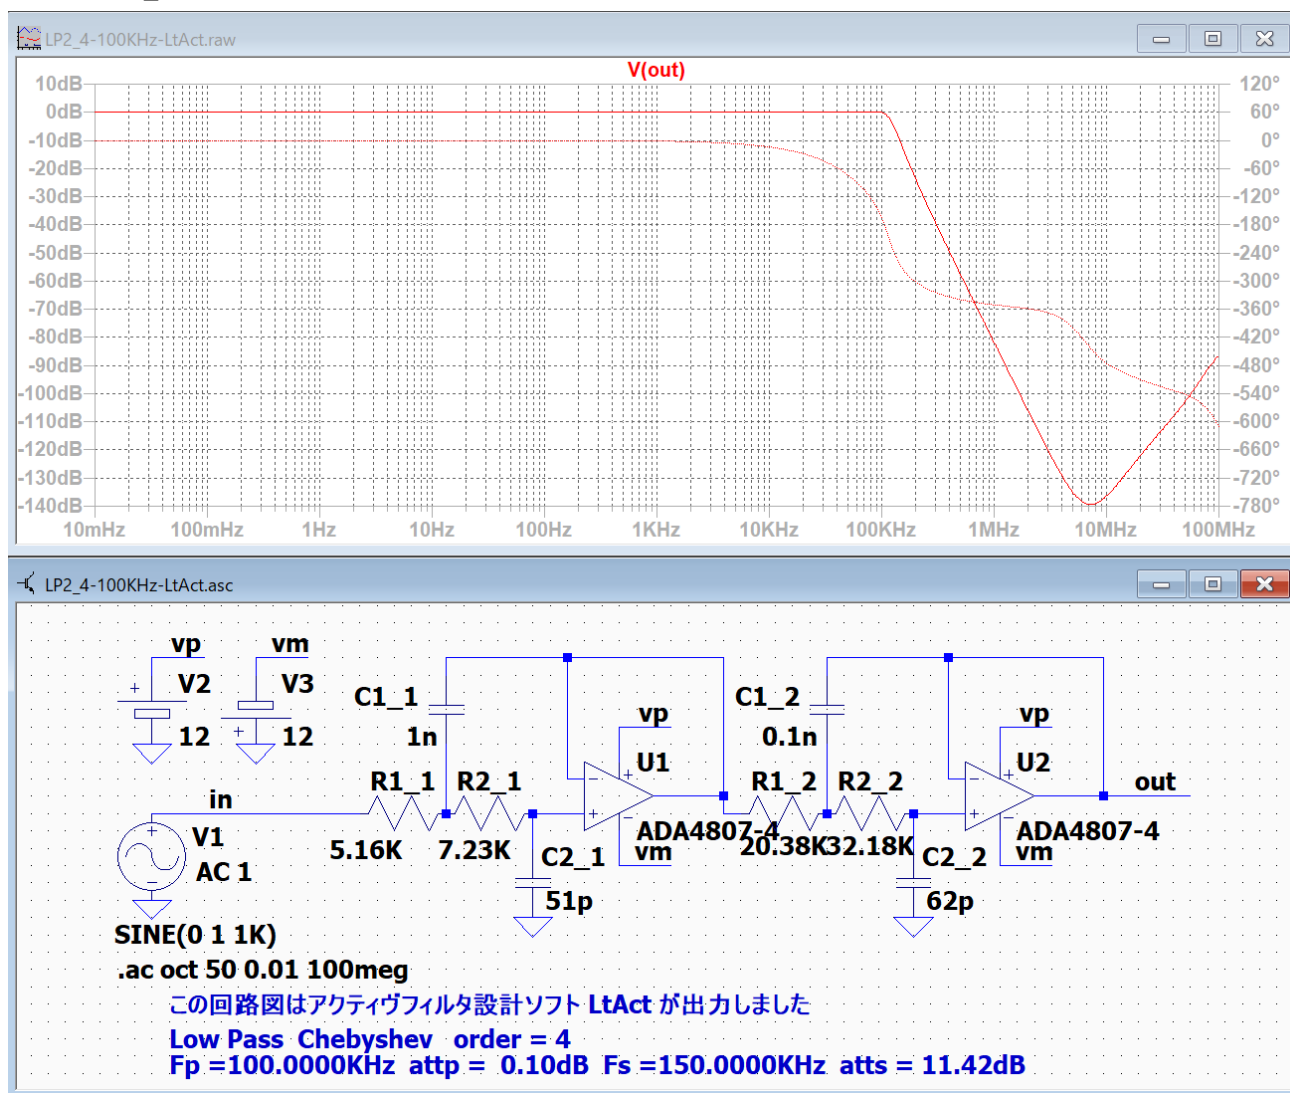 LP2_4-100KHz-LtAct.raw
V(out)
10dB
0dB
-10dB
-20dB
-30dB
-40dB
-50dB
-60dB
-70dB
-80dB
-90dB
-100dB
-110dB
-120dB
-130dB
-140dB
120°
60°
0°
-60°
-120°
-180°
-240°
-300°
-360°
-420°
-480°
-540°
-600°
-660°
-720°
-780°
10mHz 100mHz 1Hz 10Hz 100Hz 1KHz 10KHz 100KHz 1MHz 10MHz 100MHz
LP2_4-100KHz-LtAct.asc
vp vm
V2 V3
12 12
C1_1
1n
C1_2
0.1n
vp
U1
vp
U2
in
R1_1 R2_1
R1_2 R2_2
out
V1
AC 1
5.16K 7.23K
C2_1
51p
ADA4807-4
vm
20.38K 32.18K
C2_2
62p
ADA4807-4
vm
SINE(0 1 1K)
.ac oct 50 0.01 100meg
この回路図はアクティヴフィルタ設計ソフト LtAct が出力しました
Low Pass Chebyshev order = 4
Fp =100.0000KHz attp = 0.10dB Fs =150.0000KHz atts = 11.42dB